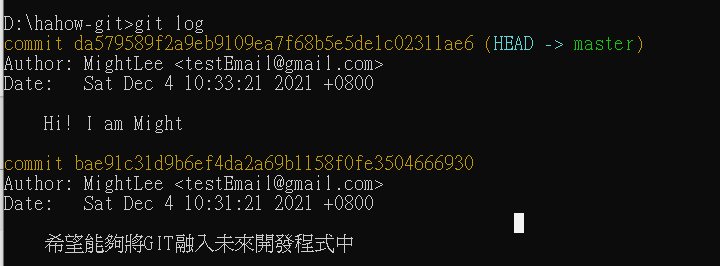 D:\hahow-git>git log
commit da579589f2a9eb9109ea7f68b5e5de1c02311ae6 (HEAD -> master)
Author: MightLee <testEmail@gmail.com>
Date:   Sat Dec 4 10:33:21 2021 +0800
Hi! I am Might
commit bae91c31d9b6ef4da2a69b1158f0fe3504666930
Author: MightLee <testEmail@gmail.com>
Date:   Sat Dec 4 10:31:21 2021 +0800
希望能夠將GIT融入未來開發程式中